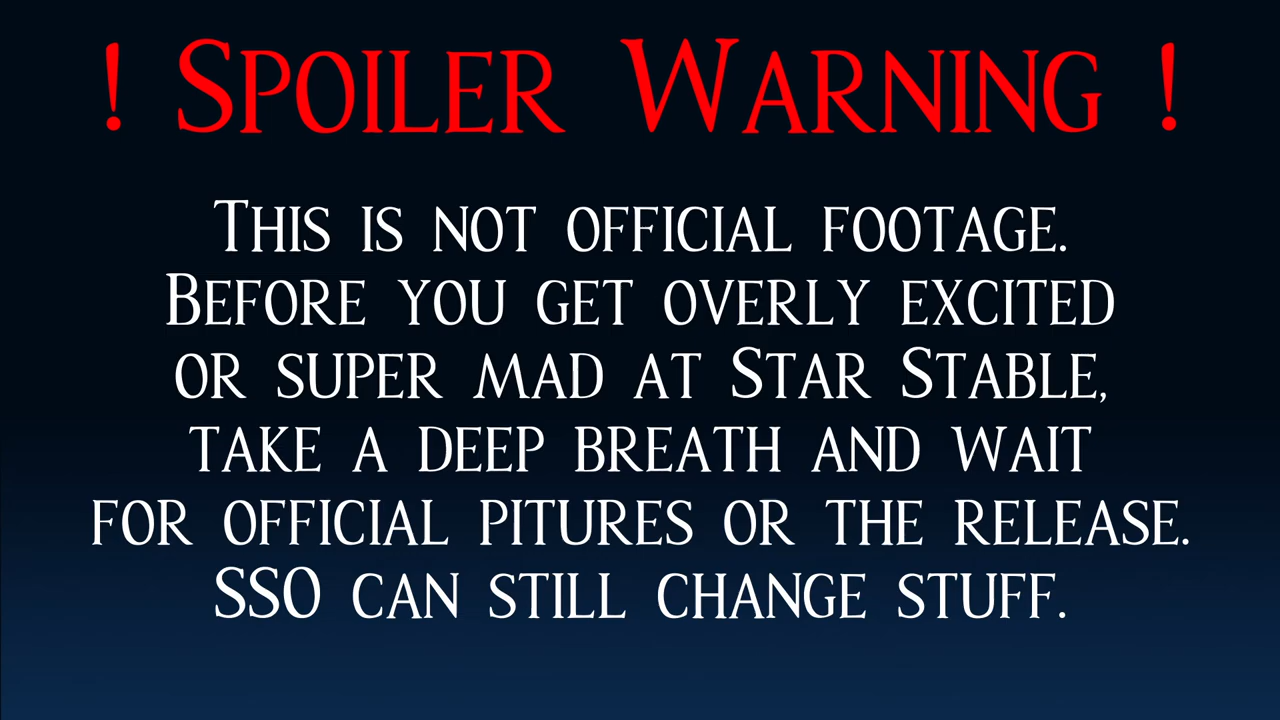 ! Spoiler Warning !
This is not official footage.
Before you get overly excited
or super mad at Star Stable,
take a deep breath and wait
for official pitures or the release.
SSO can still change stuff.